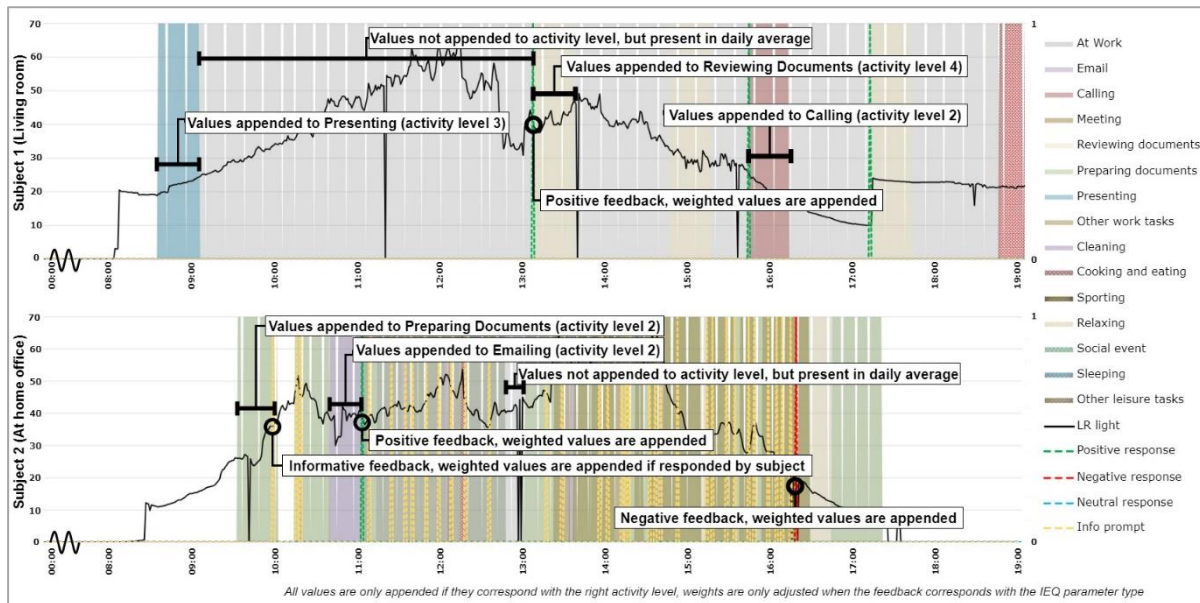 Subject 1 (Living room)
70
60
50
40
30
20
10
0
1
0
Values not appended to activity level, but present in daily average
Values appended to Reviewing Documents (activity level 4)
Values appended to Presenting (activity level 3)
Values appended to Calling (activity level 2)
Positive feedback, weighted values are appended
00:00
08:00
09:00
10:00
11:00
12:00
13:00
14:00
15:00
16:00
17:00
18:00
19:00
Subject 2 (At home office)
70
60
50
40
30
20
10
0
1
0
Values appended to Preparing Documents (activity level 2)
Values appended to Emailing (activity level 2)
Values not appended to activity level, but present in daily average
Positive feedback, weighted values are appended
Informative feedback, weighted values are appended if responded by subject
Negative feedback, weighted values are appended
00:00
08:00
09:00
10:00
11:00
12:00
13:00
14:00
15:00
16:00
17:00
18:00
19:00
At Work
Email
Calling
Meeting
Reviewing documents
Preparing documents
Presenting
Other work tasks
Cleaning
Cooking and eating
Sporting
Relaxing
Social event
Sleeping
Other leisure tasks
LR light
Positive response
Negative response
Neutral response
Info prompt
All values are only appended if they correspond with the right activity level, weights are only adjusted when the feedback corresponds with the IEQ parameter type